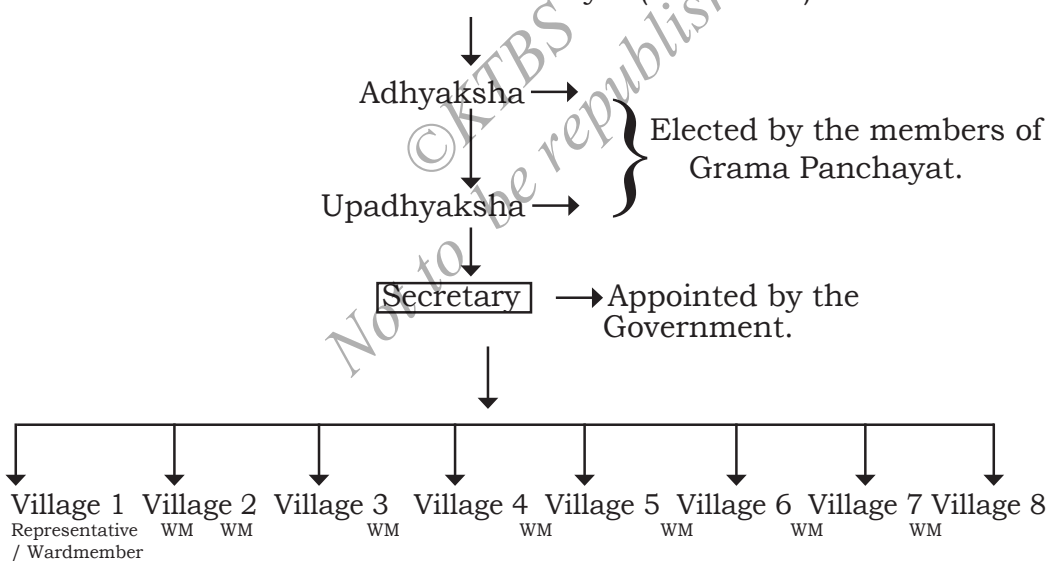 Adhyaksha
Elected by the members of
Grama Panchayat.
Upadhyaksha
Secretary
Appointed by the
Government.
Village 1 Village 2 Village 3 Village 4 Village 5 Village 6 Village 7 Village 8
Representative WM WM WM WM WM WM WM
/ Wardmember
©KTBS
Not to be republish